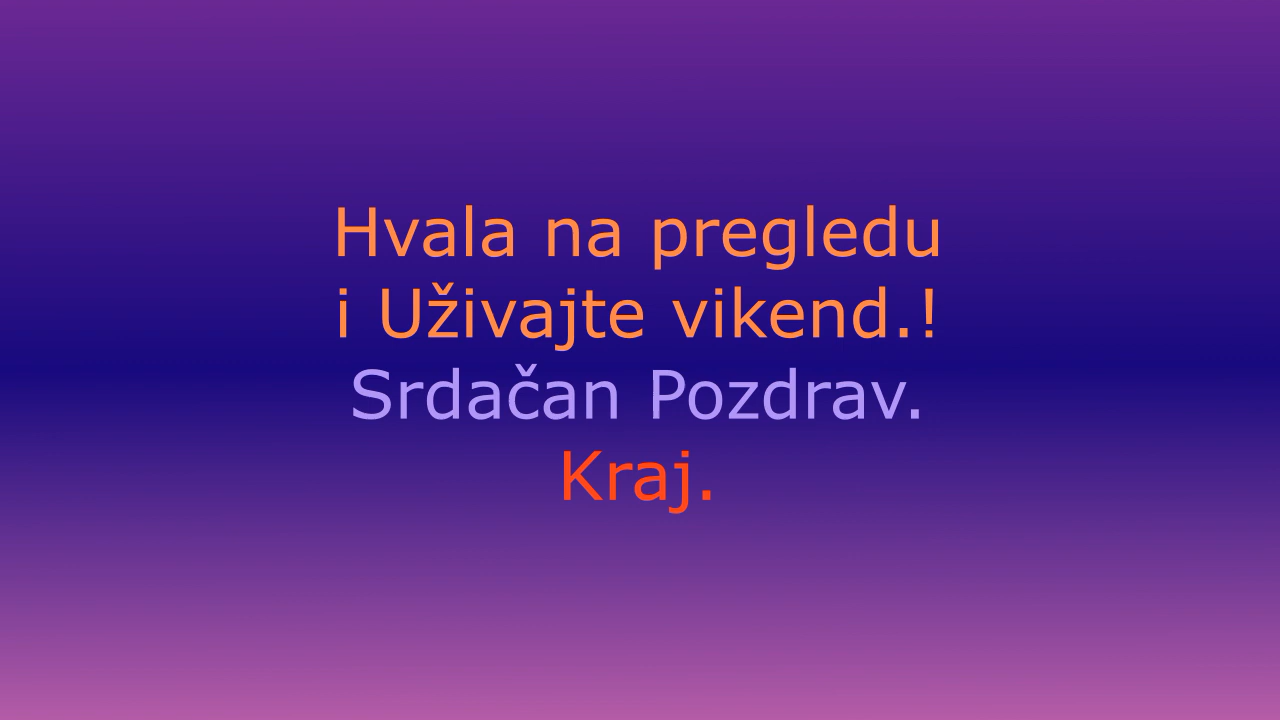 Hvala na pregledu
i Uživajte vikend.!
Srdačan Pozdrav.
Kraj.